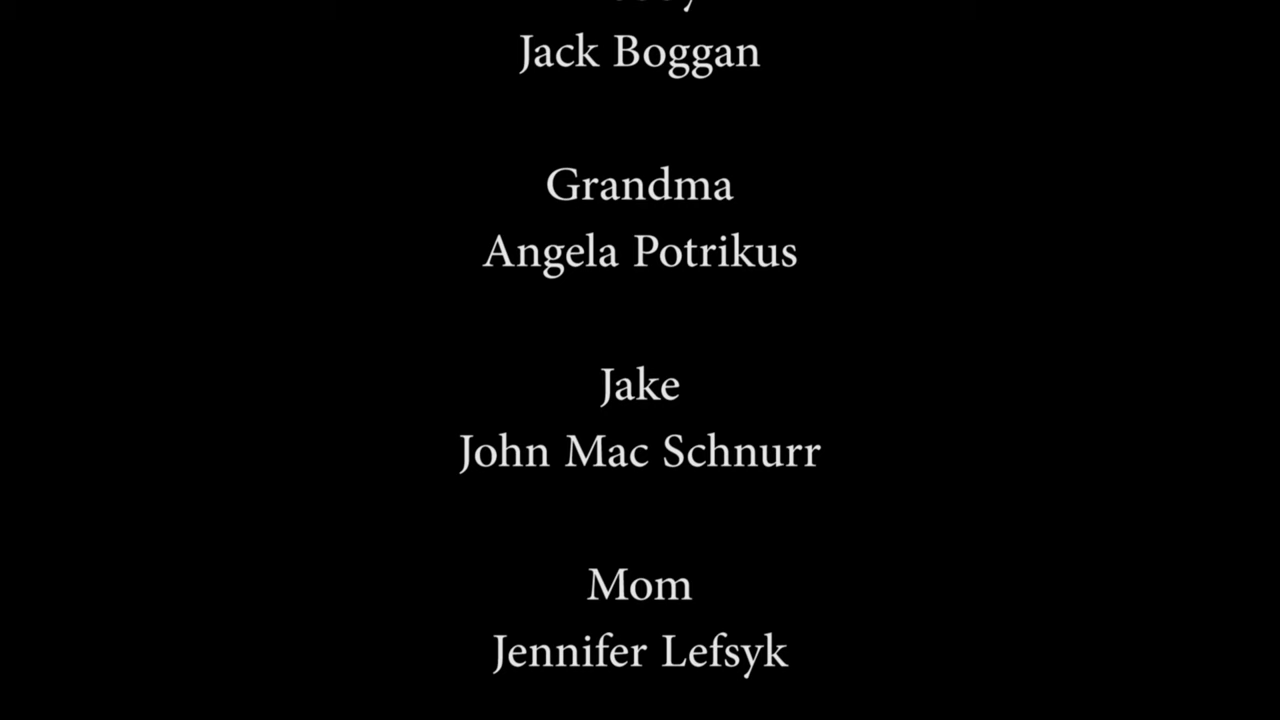 Jack Boggan
Grandma
Angela Potrikus
Jake
John Mac Schnurr
Mom
Jennifer Lefsyk